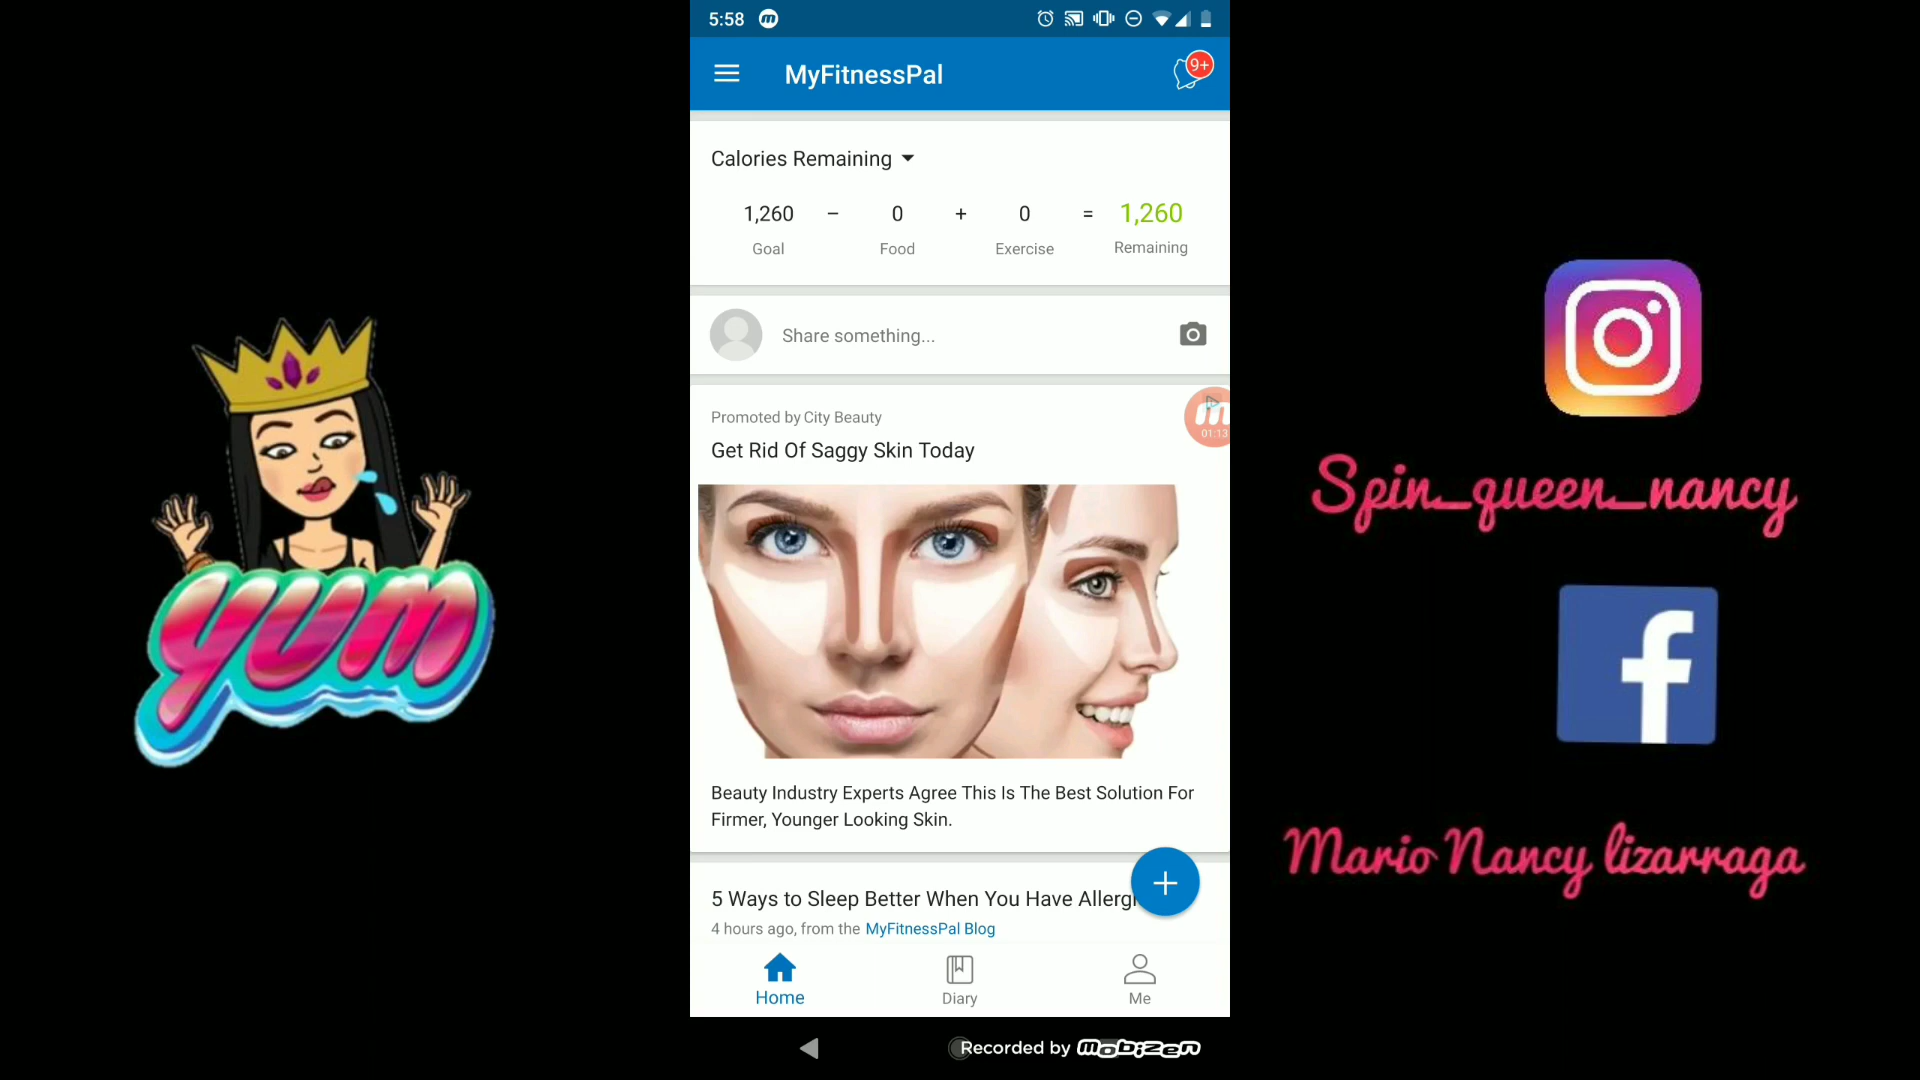 5:58
MyFitnessPal
9+
Calories Remaining
1,260 − 0 + 0 = 1,260
Goal Food Exercise Remaining
Share something...
Promoted by City Beauty
01:13
Get Rid Of Saggy Skin Today
Beauty Industry Experts Agree This Is The Best Solution For
Firmer, Younger Looking Skin.
5 Ways to Sleep Better When You Have Allergi
4 hours ago, from the MyFitnessPal Blog
Home Diary Me
Recorded by mobizen
yum
Spin_queen_nancy
Mario Nancy lizarraga